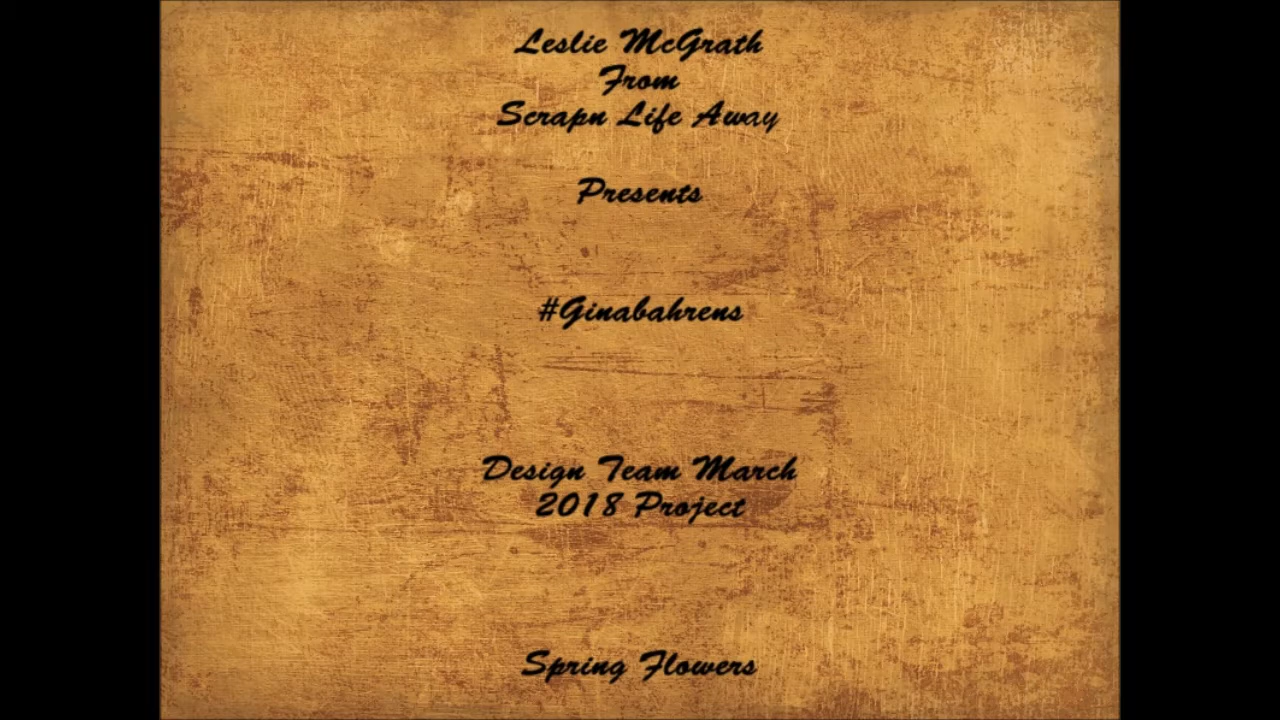 Leslie McGrath
From
Scrapn Life Away
Presents
#Ginabahrens
Design Team March
2018 Project
Spring Flowers